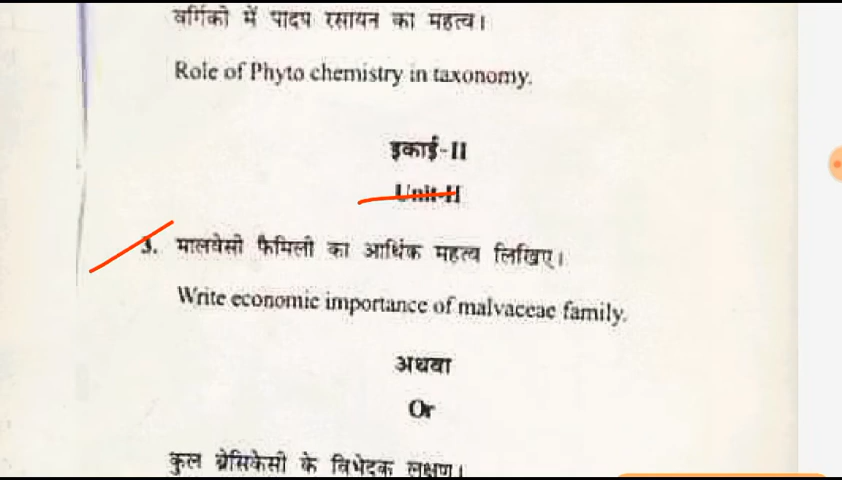 वर्गिकी में पादप रसायन का महत्व।
Role of Phyto chemistry in taxonomy.
इकाई-II
Unit-II
3. मालवेसी फैमिली का आर्थिक महत्व लिखिए।
Write economic importance of malvaceae family.
अथवा
Or
कुल ब्रेसिकेसी के विभेदक लक्षण।